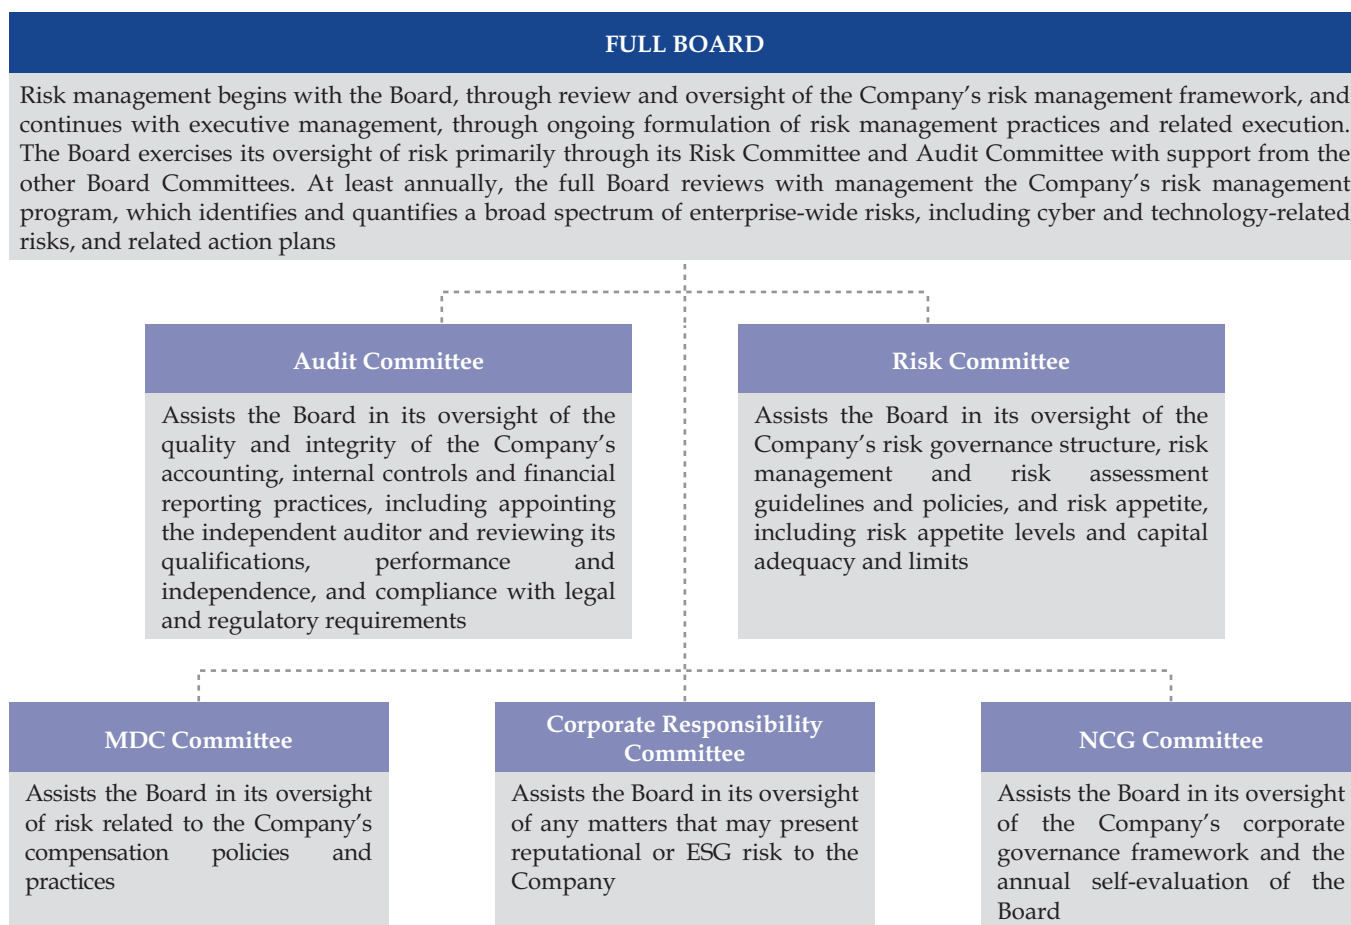 FULL BOARD
Risk management begins with the Board, through review and oversight of the Company’s risk management framework, and
continues with executive management, through ongoing formulation of risk management practices and related execution.
The Board exercises its oversight of risk primarily through its Risk Committee and Audit Committee with support from the
other Board Committees. At least annually, the full Board reviews with management the Company’s risk management
program, which identifies and quantifies a broad spectrum of enterprise-wide risks, including cyber and technology-related
risks, and related action plans
Audit Committee
Assists the Board in its oversight of the
quality and integrity of the Company’s
accounting, internal controls and financial
reporting practices, including appointing
the independent auditor and reviewing its
qualifications, performance and
independence, and compliance with legal
and regulatory requirements
Risk Committee
Assists the Board in its oversight of the
Company’s risk governance structure, risk
management and risk assessment
guidelines and policies, and risk appetite,
including risk appetite levels and capital
adequacy and limits
MDC Committee
Assists the Board in its oversight
of risk related to the Company’s
compensation policies and
practices
Corporate Responsibility
Committee
Assists the Board in its oversight
of any matters that may present
reputational or ESG risk to the
Company
NCG Committee
Assists the Board in its oversight
of the Company’s corporate
governance framework and the
annual self-evaluation of the
Board